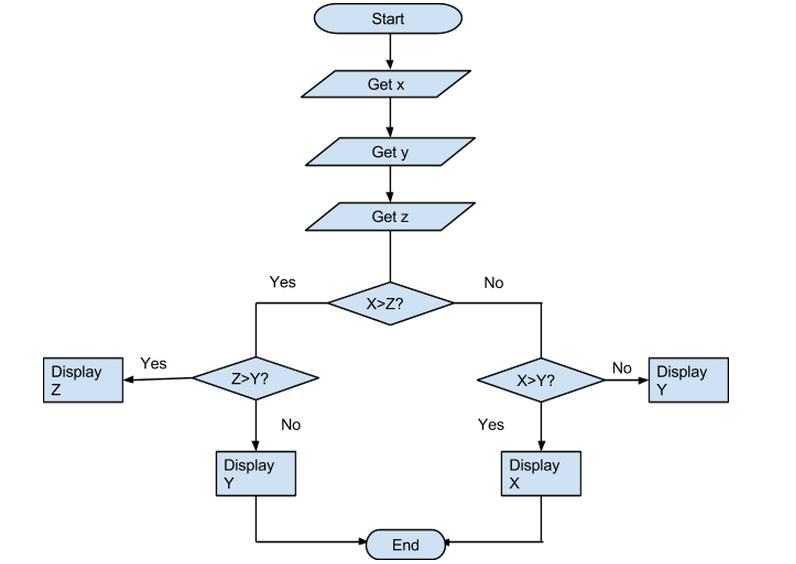 Start
Get x
Get y
Get z
Yes
No
X>Z?
Display
Z
Yes
Z>Y?
X>Y?
No
Display
Y
No
Yes
Display
Y
Display
X
End